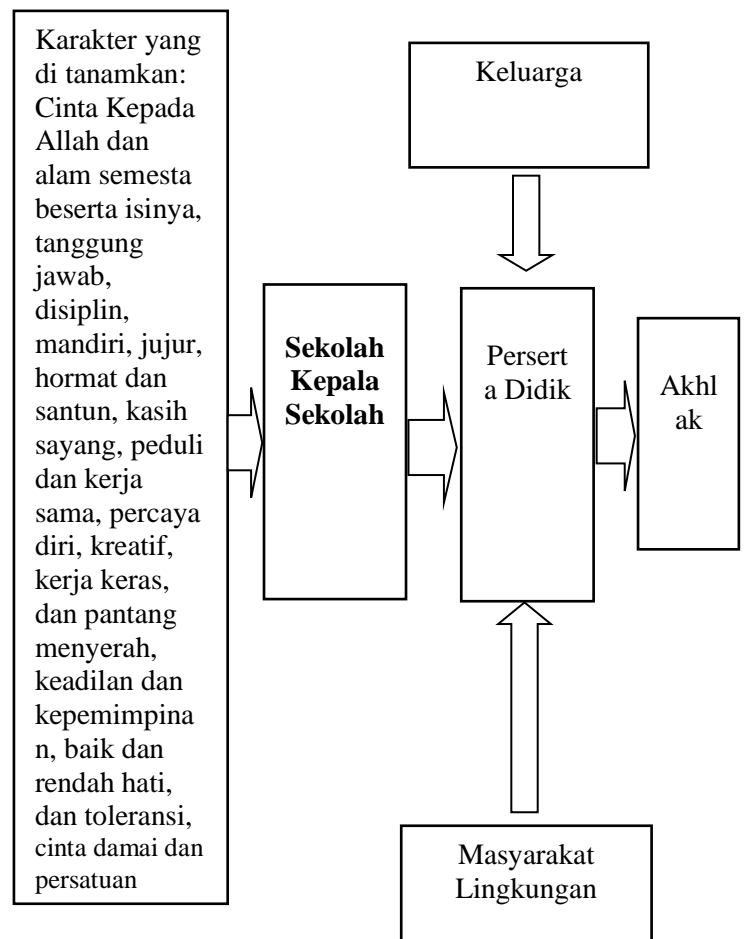 Karakter yang
di tanamkan:
Cinta Kepada
Allah dan
alam semesta
beserta isinya,
tanggung
jawab,
disiplin,
mandiri, jujur,
hormat dan
santun, kasih
sayang, peduli
dan kerja
sama, percaya
diri, kreatif,
kerja keras,
dan pantang
menyerah,
keadilan dan
kepemimpina
n, baik dan
rendah hati,
dan toleransi,
cinta damai dan
persatuan
Sekolah
Kepala
Sekolah
Keluarga
Persert
a Didik
Masyarakat
Lingkungan
Akhl
ak